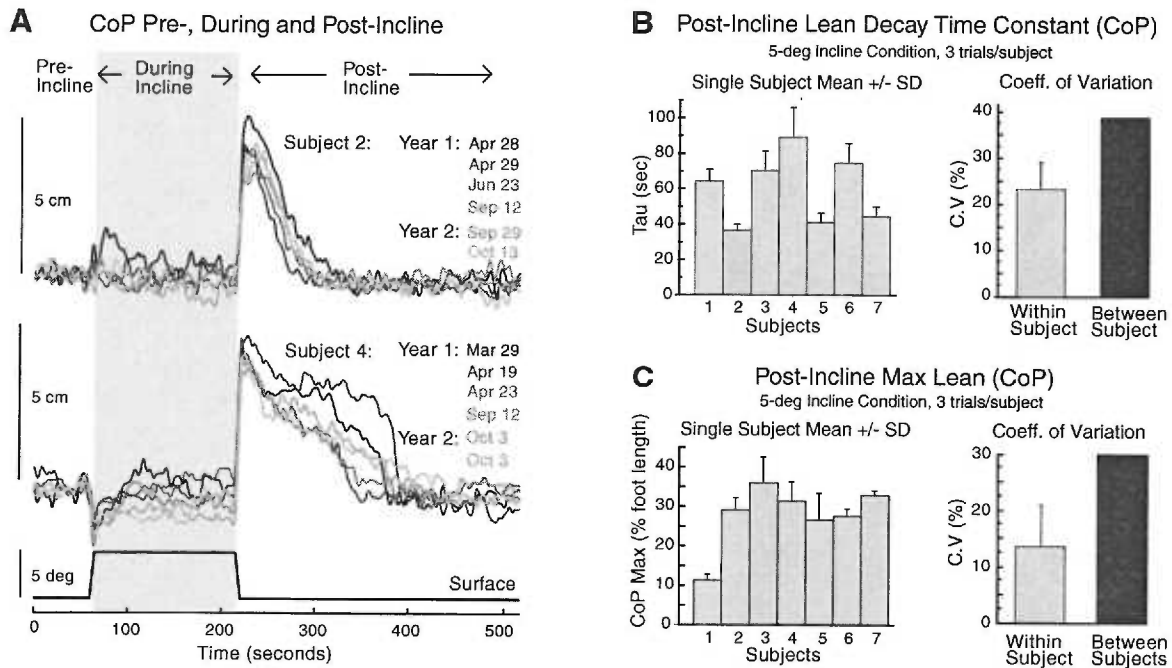 A CoP Pre-, During and Post-Incline
Pre-
Incline
During
Incline
Post-
Incline
5 cm
Subject 2: Year 1: Apr 28
Apr 29
Jun 23
Sep 12
Year 2: Sep 29
Oct 13
5 cm
Subject 4: Year 1: Mar 29
Apr 19
Apr 23
Sep 12
Year 2: Oct 3
Oct 3
5 deg
Surface
0 100 200 300 400 500
Time (seconds)
B Post-Incline Lean Decay Time Constant (CoP)
5-deg Incline Condition, 3 trials/subject
Single Subject Mean +/- SD
Tau (sec)
100
80
60
40
20
0
1 2 3 4 5 6 7
Subjects
Coeff. of Variation
C.V (%)
40
30
20
10
0
Within
Subject
Between
Subject
C Post-Incline Max Lean (CoP)
5-deg Incline Condition, 3 trials/subject
Single Subject Mean +/- SD
CoP Max (% foot length)
40
30
20
10
0
1 2 3 4 5 6 7
Subjects
Coeff. of Variation
C.V (%)
30
20
10
0
Within
Subject
Between
Subjects